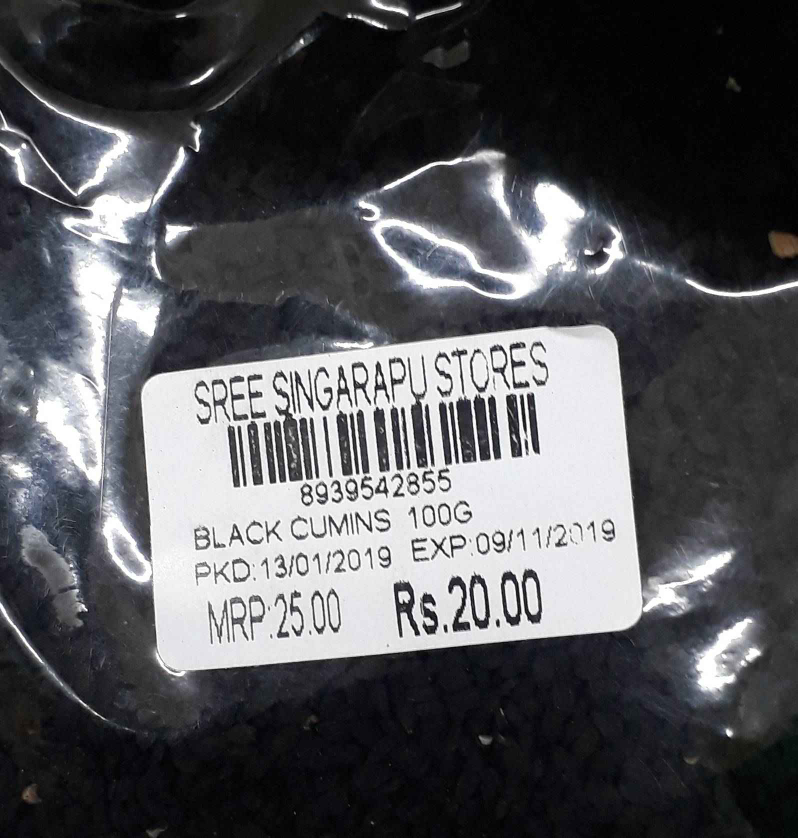 SREE SINGARAPU STORES
8939542855
BLACK CUMINS 100G
PKD:13/01/2019 EXP:09/11/2019
MRP:25.00 Rs.20.00